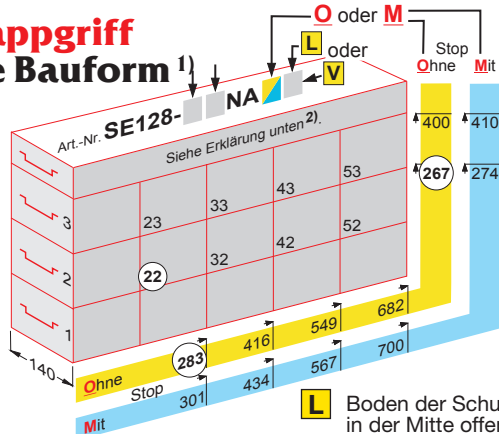 appgriff
e Bauform 1)
O oder M
L oder
V
Stop
Ohne Mit
Art.-Nr. SE128- NA
Siehe Erklärung unten 2).
400 410
267 274
3 23 33 43 53
2 22 32 42 52
1
140
Ohne 283 416 549 682
Stop
Mit 301 434 567 700
L Boden der Schu
in der Mitte offe